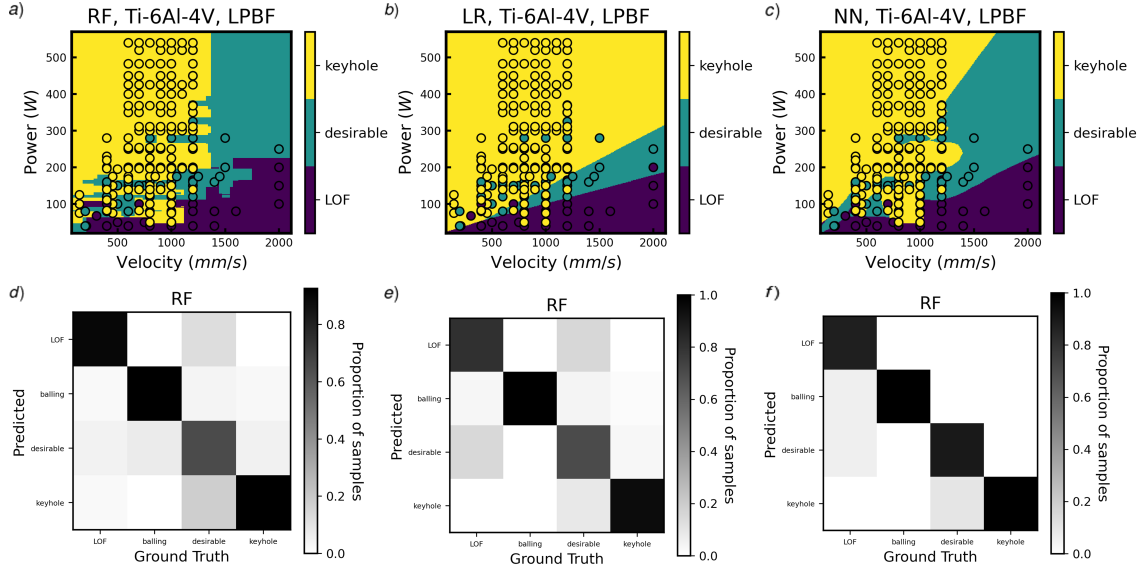 a)
RF, Ti-6Al-4V, LPBF
Power (W)
500
400
300
200
100
500
1000
1500
2000
Velocity (mm/s)
keyhole
desirable
LOF
b)
LR, Ti-6Al-4V, LPBF
Power (W)
500
400
300
200
100
500
1000
1500
2000
Velocity (mm/s)
keyhole
desirable
LOF
c)
NN, Ti-6Al-4V, LPBF
Power (W)
500
400
300
200
100
500
1000
1500
2000
Velocity (mm/s)
keyhole
desirable
LOF
d)
RF
Predicted
LOF
balling
desirable
keyhole
LOF
balling
desirable
keyhole
Ground Truth
0.8
0.6
0.4
0.2
0.0
Proportion of samples
e)
RF
Predicted
LOF
balling
desirable
keyhole
LOF
balling
desirable
keyhole
Ground Truth
1.0
0.8
0.6
0.4
0.2
0.0
Proportion of samples
f)
RF
Predicted
LOF
balling
desirable
keyhole
LOF
balling
desirable
keyhole
Ground Truth
1.0
0.8
0.6
0.4
0.2
0.0
Proportion of samples